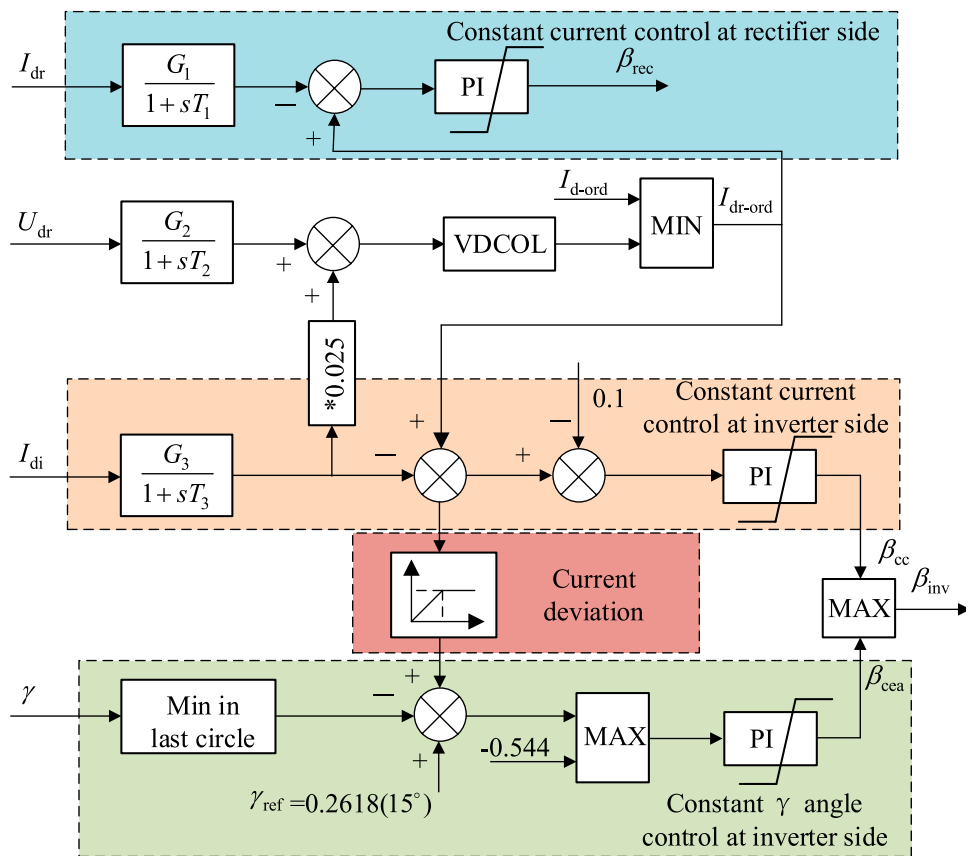 Constant current control at rectifier side
I_dr
G_1
1+sT_1
−
+
PI
β_rec
I_d-ord
I_dr-ord
U_dr
G_2
1+sT_2
+
+
VDCOL
MIN
*0.025
0.1
Constant current
control at inverter side
I_di
G_3
1+sT_3
−
+
+
−
PI
β_cc
β_inv
MAX
Current
deviation
β_cea
γ
Min in
last circle
−
+
+
-0.544
MAX
PI
γ_ref =0.2618(15°)
Constant γ angle
control at inverter side